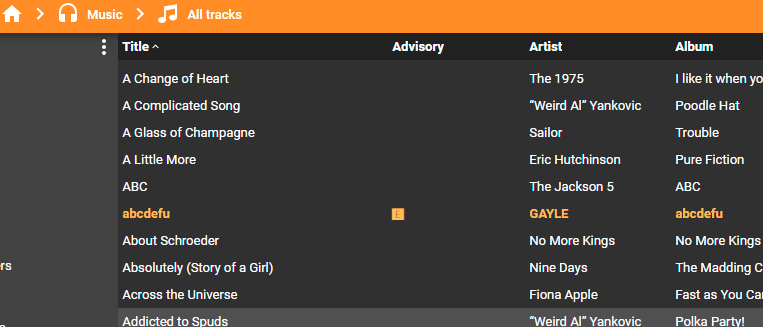 Music All tracks
Title Advisory Artist Album
A Change of Heart The 1975 I like it when yo
A Complicated Song “Weird Al” Yankovic Poodle Hat
A Glass of Champagne Sailor Trouble
A Little More Eric Hutchinson Pure Fiction
ABC The Jackson 5 ABC
abcdefu E GAYLE abcdefu
About Schroeder No More Kings No More Kings
ers Absolutely (Story of a Girl) Nine Days The Madding C
Across the Universe Fiona Apple Fast as You Can
Addicted to Spuds “Weird Al” Yankovic Polka Party!